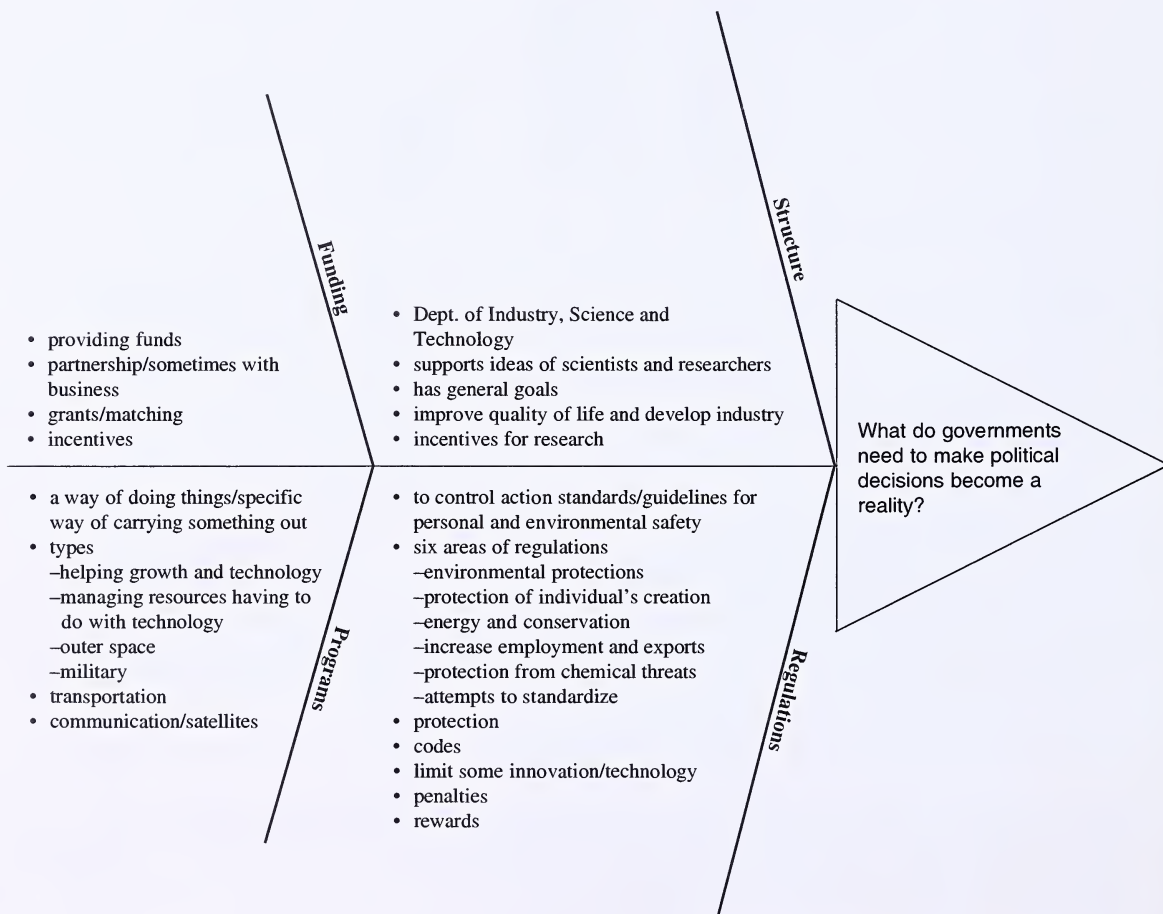 Funding
• providing funds
• partnership/sometimes with
business
• grants/matching
• incentives
Structure
• Dept. of Industry, Science and
Technology
• supports ideas of scientists and researchers
• has general goals
• improve quality of life and develop industry
• incentives for research
What do governments
need to make political
decisions become a
reality?
Programs
• a way of doing things/specific
way of carrying something out
• types
–helping growth and technology
–managing resources having to
do with technology
–outer space
–military
• transportation
• communication/satellites
Regulations
• to control action standards/guidelines for
personal and environmental safety
• six areas of regulations
–environmental protections
–protection of individual's creation
–energy and conservation
–increase employment and exports
–protection from chemical threats
–attempts to standardize
• protection
• codes
• limit some innovation/technology
• penalties
• rewards